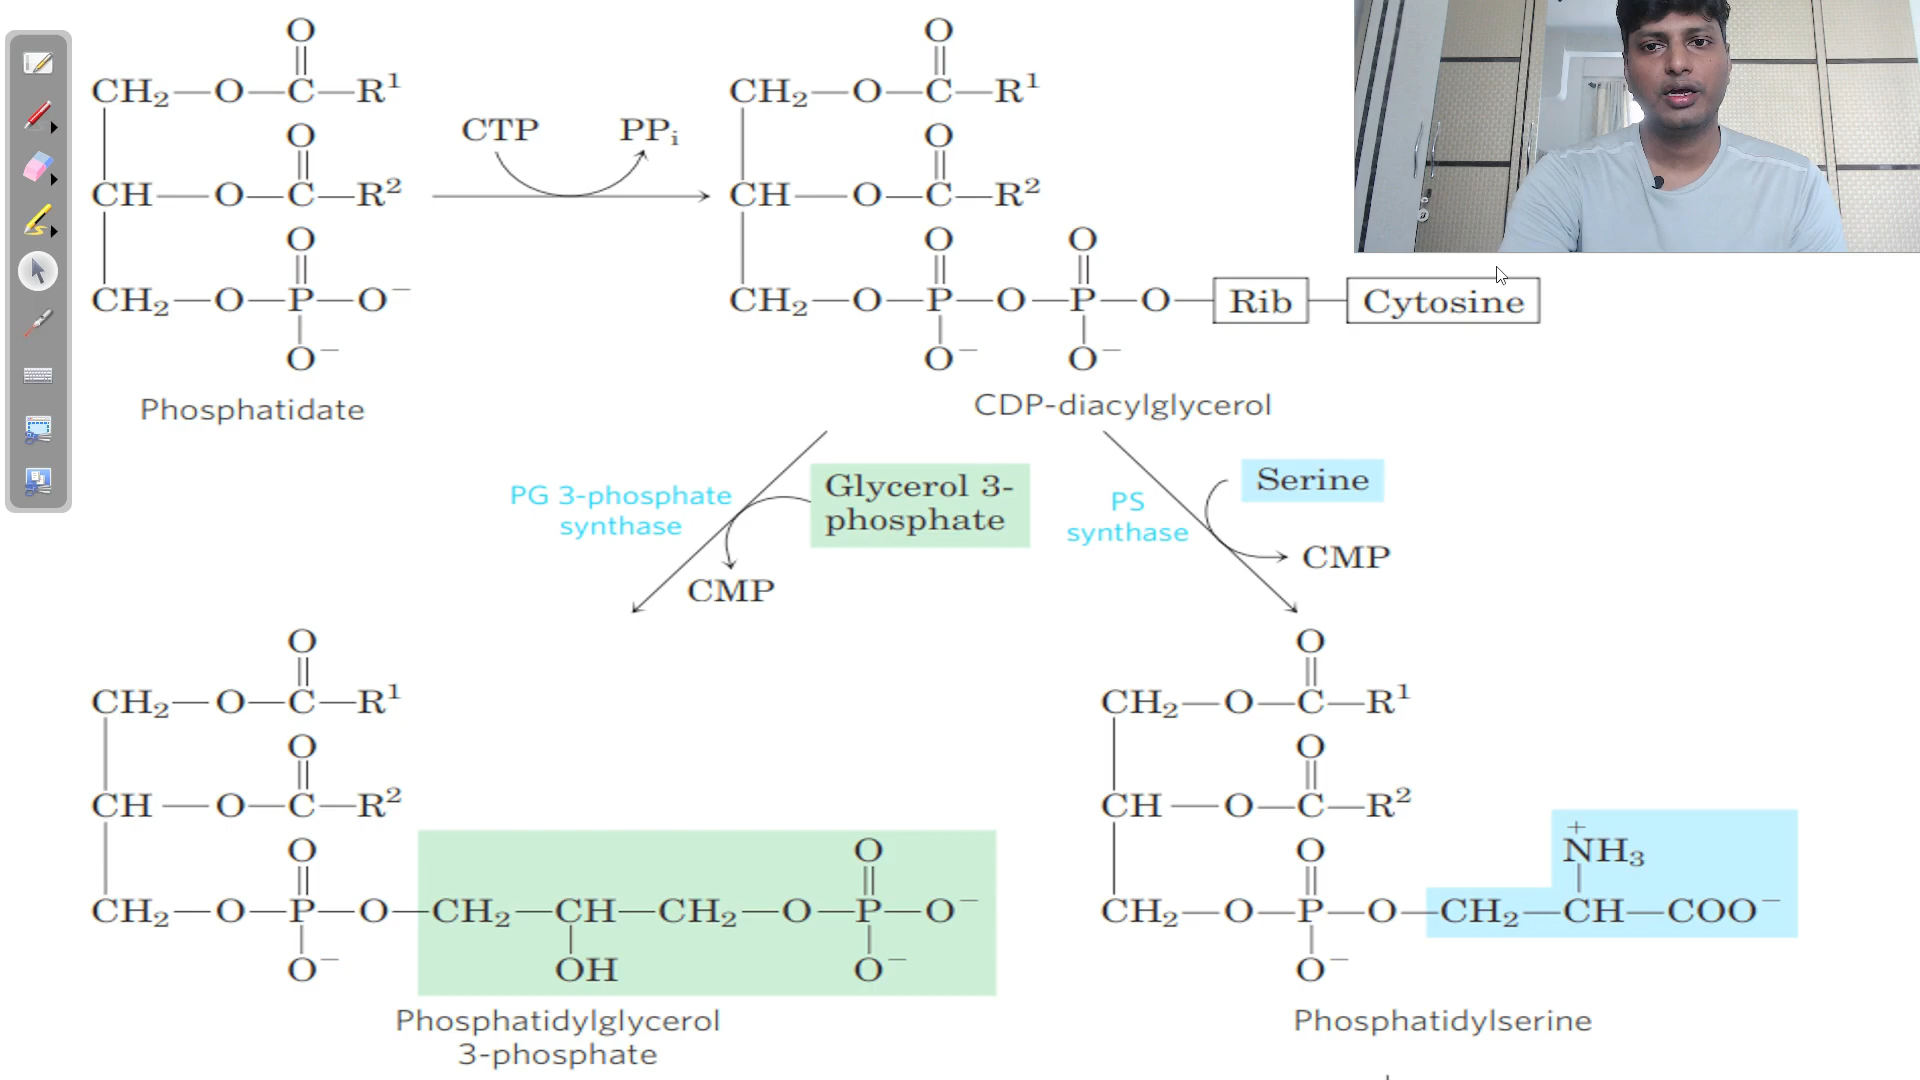 O O
CH₂—O—C—R¹ CH₂—O—C—R¹
O CTP PPᵢ O
CH—O—C—R² CH—O—C—R²
O O O
CH₂—O—P—O⁻ CH₂—O—P—O—P—O—Rib—Cytosine
O⁻ O⁻ O⁻
Phosphatidate CDP-diacylglycerol
PG 3-phosphate
synthase
Glycerol 3-
phosphate
CMP
PS
synthase
Serine
CMP
O
CH₂—O—C—R¹
O
CH—O—C—R²
O O
CH₂—O—P—O—CH₂—CH—CH₂—O—P—O⁻
O⁻ OH O⁻
Phosphatidylglycerol
3-phosphate
O
CH₂—O—C—R¹
O
CH—O—C—R²
O +NH₃
CH₂—O—P—O—CH₂—CH—COO⁻
O⁻
Phosphatidylserine